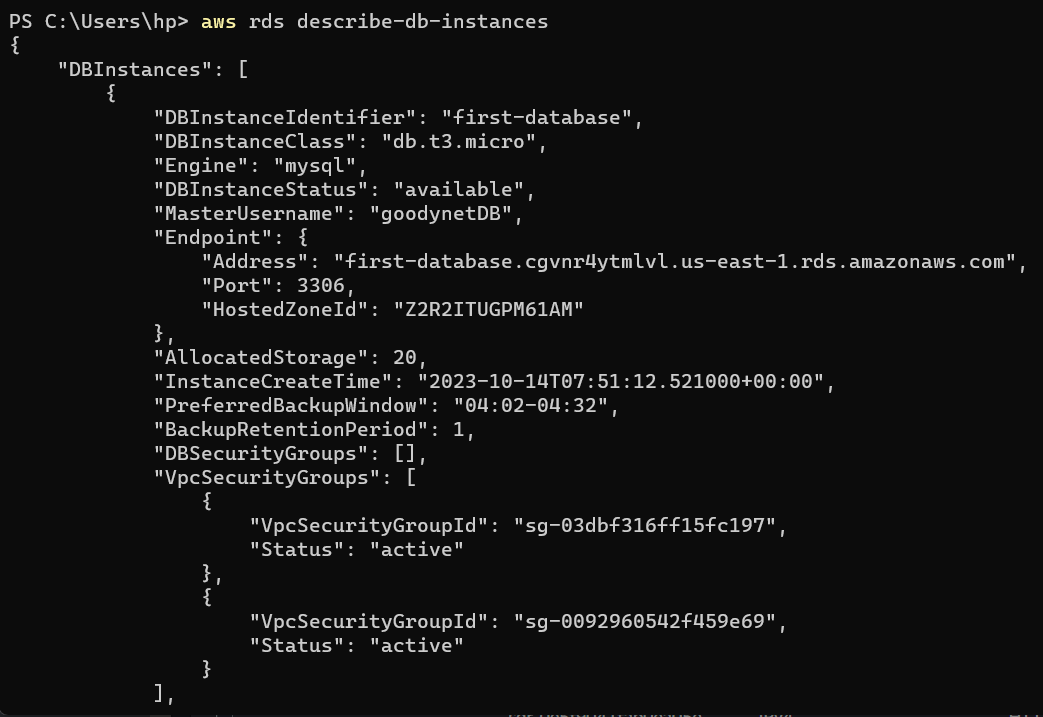 PS C:\Users\hp> aws rds describe-db-instances
{
    "DBInstances": [
        {
            "DBInstanceIdentifier": "first-database",
            "DBInstanceClass": "db.t3.micro",
            "Engine": "mysql",
            "DBInstanceStatus": "available",
            "MasterUsername": "goodynetDB",
            "Endpoint": {
                "Address": "first-database.cgvnr4ytmlvl.us-east-1.rds.amazonaws.com",
                "Port": 3306,
                "HostedZoneId": "Z2R2ITUGPM61AM"
            },
            "AllocatedStorage": 20,
            "InstanceCreateTime": "2023-10-14T07:51:12.521000+00:00",
            "PreferredBackupWindow": "04:02-04:32",
            "BackupRetentionPeriod": 1,
            "DBSecurityGroups": [],
            "VpcSecurityGroups": [
                {
                    "VpcSecurityGroupId": "sg-03dbf316ff15fc197",
                    "Status": "active"
                },
                {
                    "VpcSecurityGroupId": "sg-0092960542f459e69",
                    "Status": "active"
                }
            ],